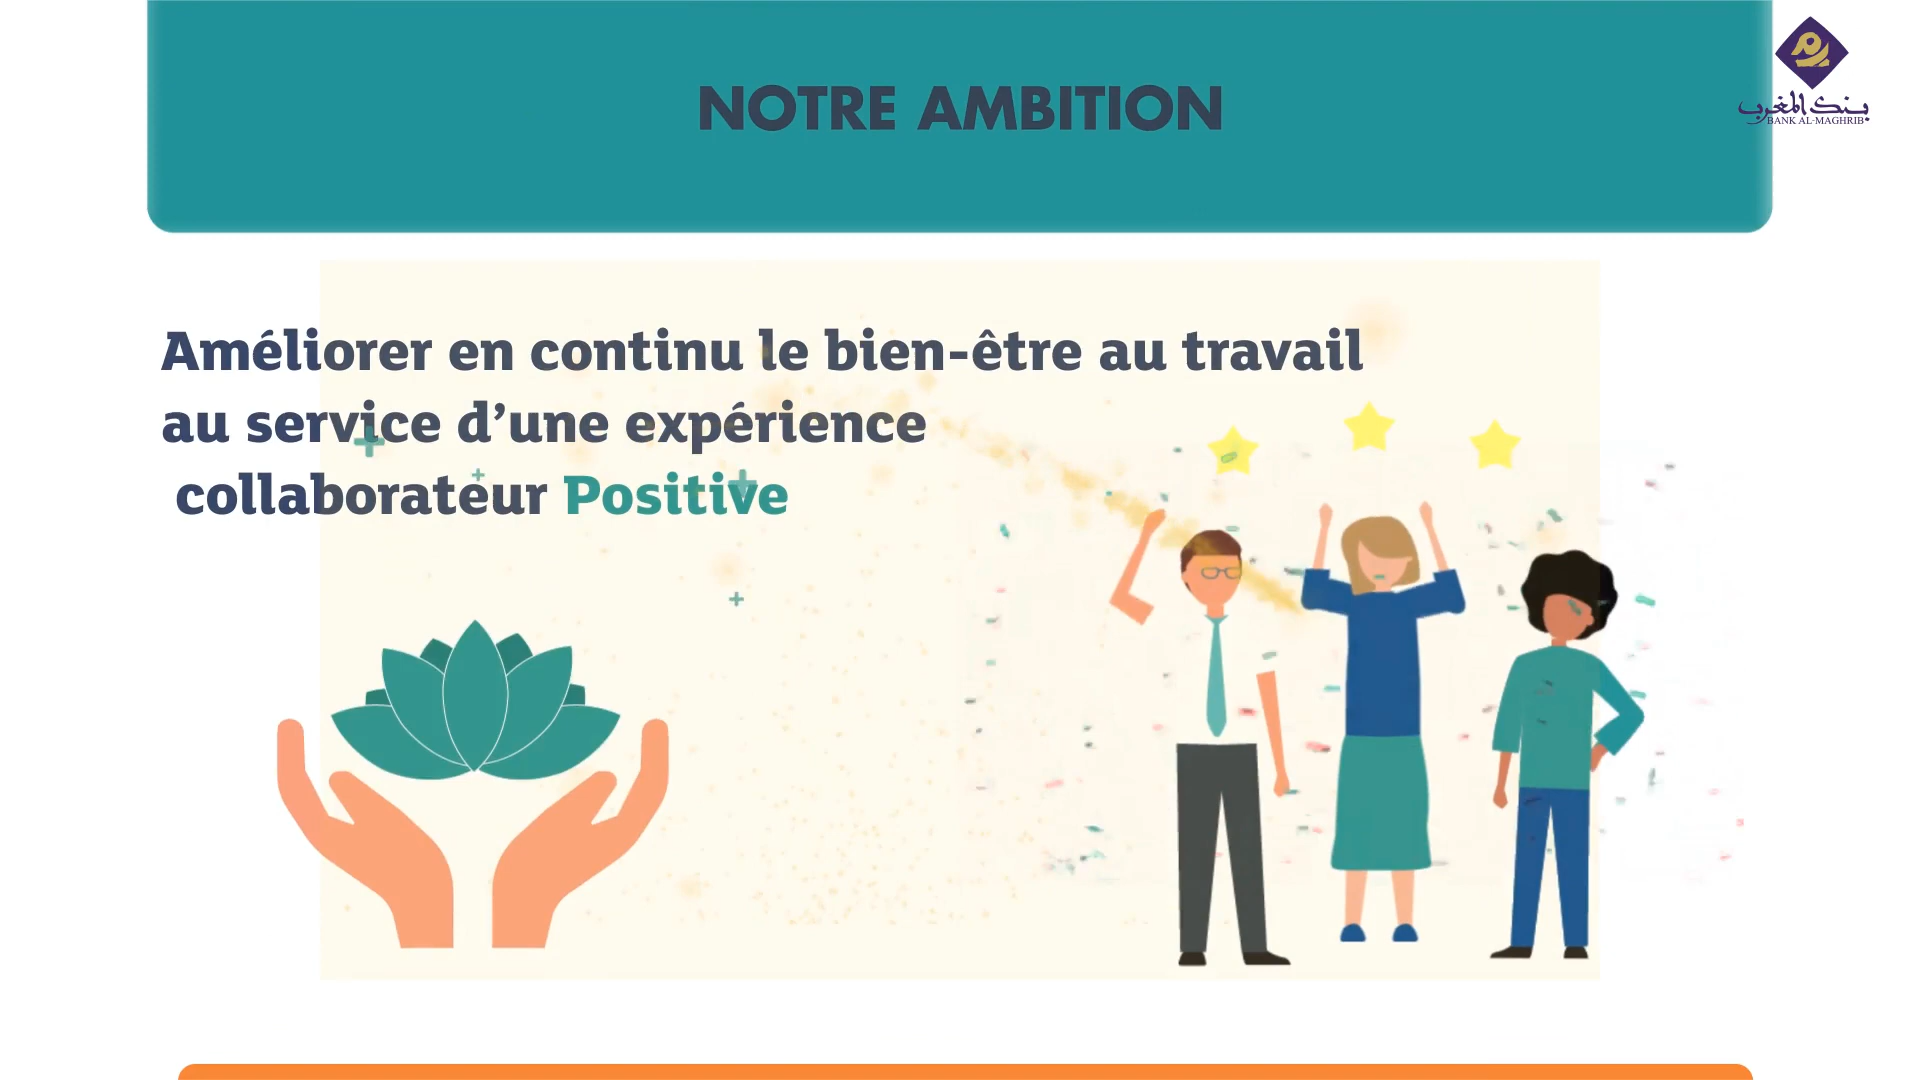 NOTRE AMBITION
بنك المغرب
BANK AL-MAGHRIB
Améliorer en continu le bien-être au travail
au service d’une expérience
collaborateur Positive